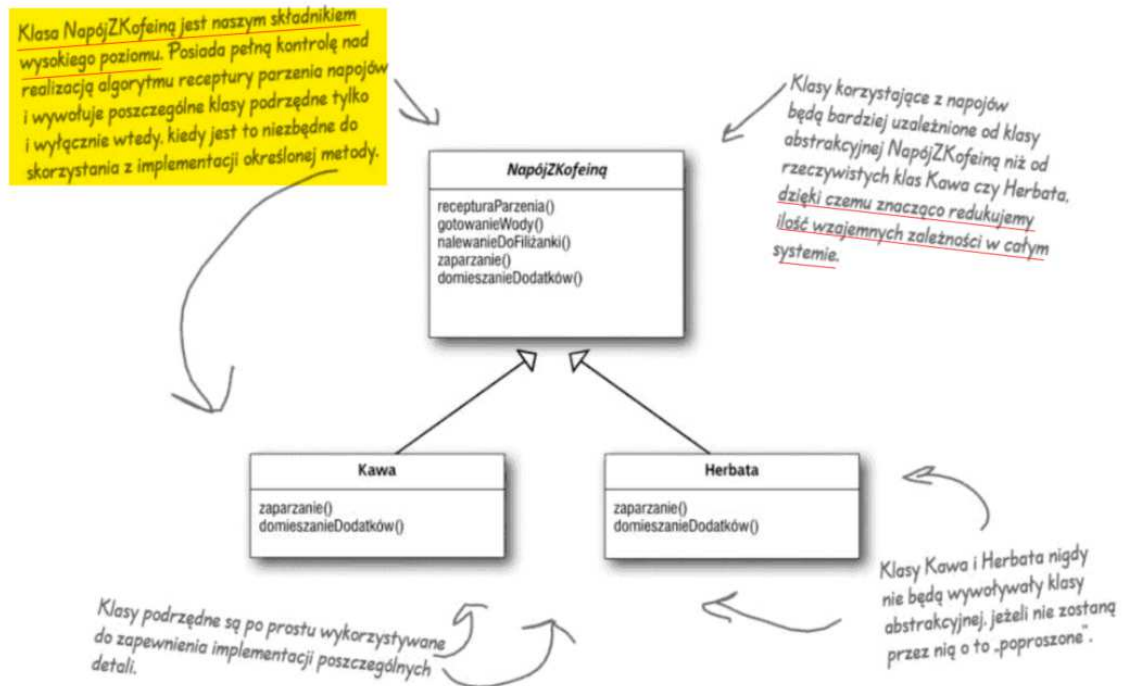 Klasa NapójZKofeiną jest naszym składnikiem
wysokiego poziomu. Posiada pełną kontrolę nad
realizacją algorytmu receptury parzenia napojów
i wywołuje poszczególne klasy podrzędne tylko
i wyłącznie wtedy, kiedy jest to niezbędne do
skorzystania z implementacji określonej metody.
Klasy korzystające z napojów
będą bardziej uzależnione od klasy
abstrakcyjnej NapójZKofeiną niż od
rzeczywistych klas Kawa czy Herbata,
dzięki czemu znacząco redukujemy
ilość wzajemnych zależności w całym
systemie.
NapójZKofeiną
recepturaParzenia()
gotowanieWody()
nalewanieDoFiliżanki()
zaparzanie()
domieszanieDodatków()
Kawa
zaparzanie()
domieszanieDodatków()
Herbata
zaparzanie()
domieszanieDodatków()
Klasy podrzędne są po prostu wykorzystywane
do zapewnienia implementacji poszczególnych
detali.
Klasy Kawa i Herbata nigdy
nie będą wywoływały klasy
abstrakcyjnej, jeżeli nie zostaną
przez nią o to „poproszone”.